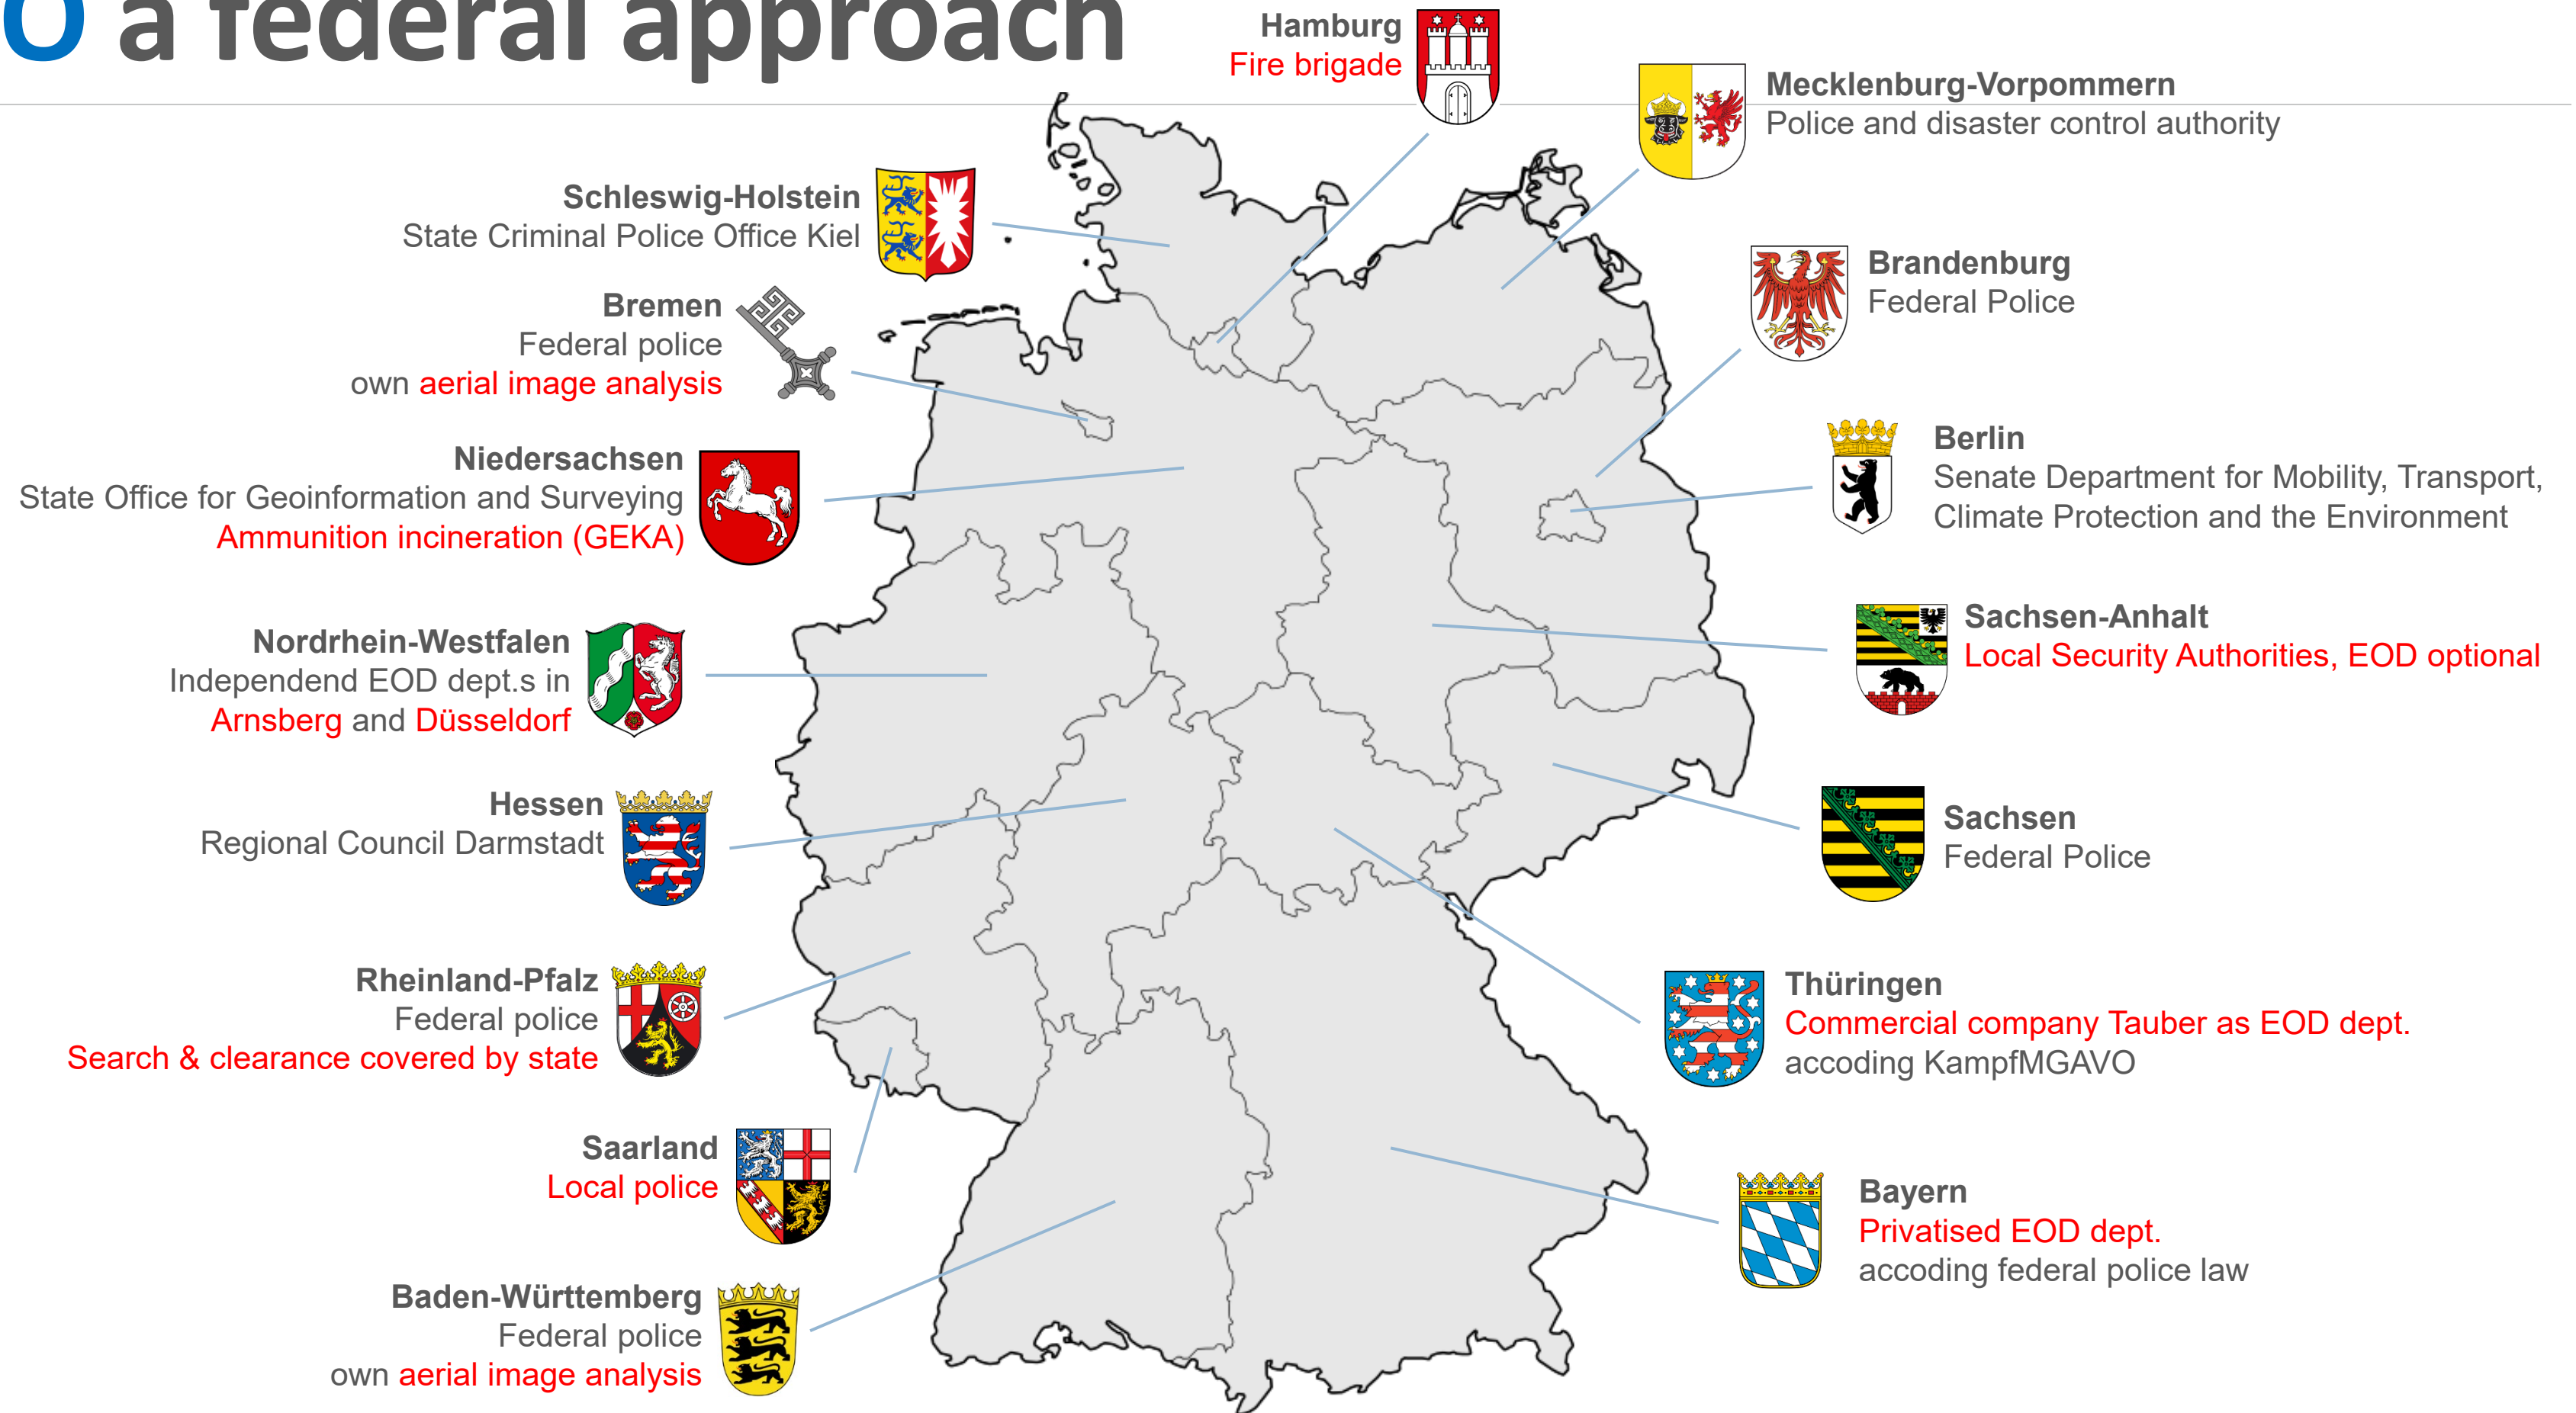 O a federal approach
Hamburg
Fire brigade
Mecklenburg-Vorpommern
Police and disaster control authority
Schleswig-Holstein
State Criminal Police Office Kiel
Brandenburg
Federal Police
Bremen
Federal police
own aerial image analysis
Berlin
Senate Department for Mobility, Transport,
Climate Protection and the Environment
Niedersachsen
State Office for Geoinformation and Surveying
Ammunition incineration (GEKA)
Sachsen-Anhalt
Local Security Authorities, EOD optional
Nordrhein-Westfalen
Independend EOD dept.s in
Arnsberg and Düsseldorf
Hessen
Regional Council Darmstadt
Sachsen
Federal Police
Rheinland-Pfalz
Federal police
Search & clearance covered by state
Thüringen
Commercial company Tauber as EOD dept.
accoding KampfMGAVO
Saarland
Local police
Bayern
Privatised EOD dept.
accoding federal police law
Baden-Württemberg
Federal police
own aerial image analysis